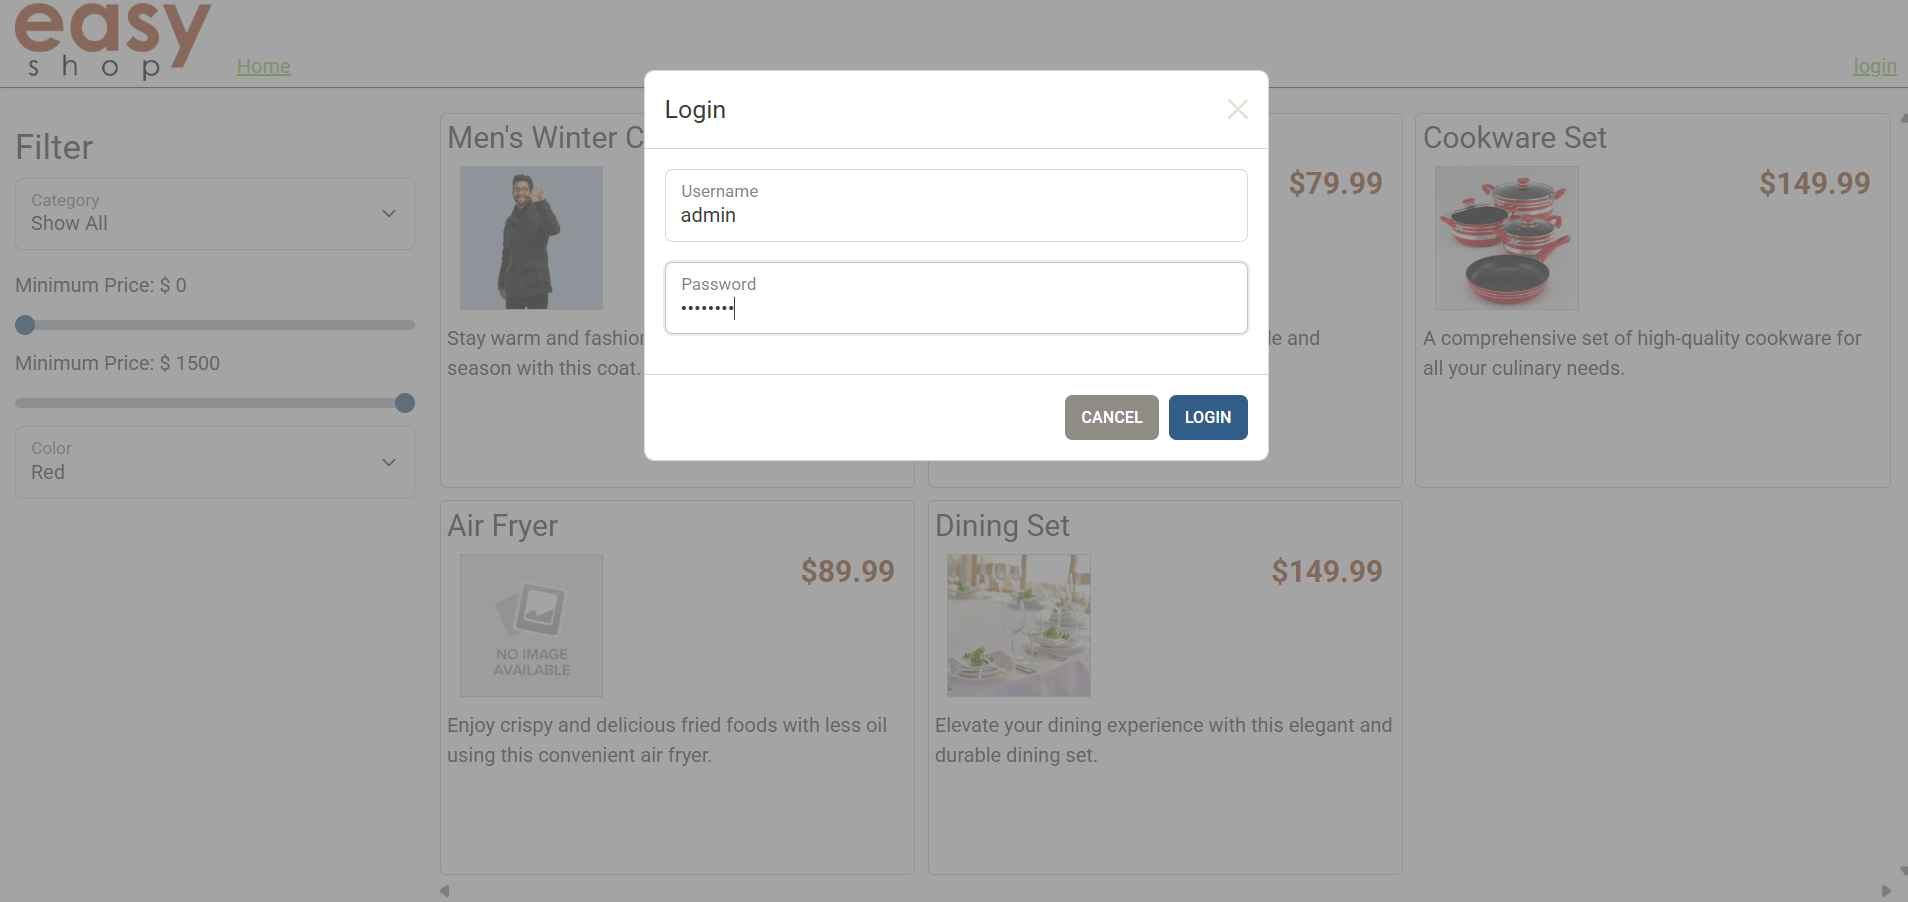 easy
shop
Home
login
Filter
Category
Show All
Minimum Price: $ 0
Minimum Price: $ 1500
Color
Red
Login
Username
admin
Password
••••••••
CANCEL
LOGIN
Men's Winter
Stay warm and
season with this coat.
$79.99
and
Cookware Set
$149.99
A comprehensive set of high-quality cookware for
all your culinary needs.
Air Fryer
$89.99
NO IMAGE
AVAILABLE
Enjoy crispy and delicious fried foods with less oil
using this convenient air fryer.
Dining Set
$149.99
Elevate your dining experience with this elegant and
durable dining set.